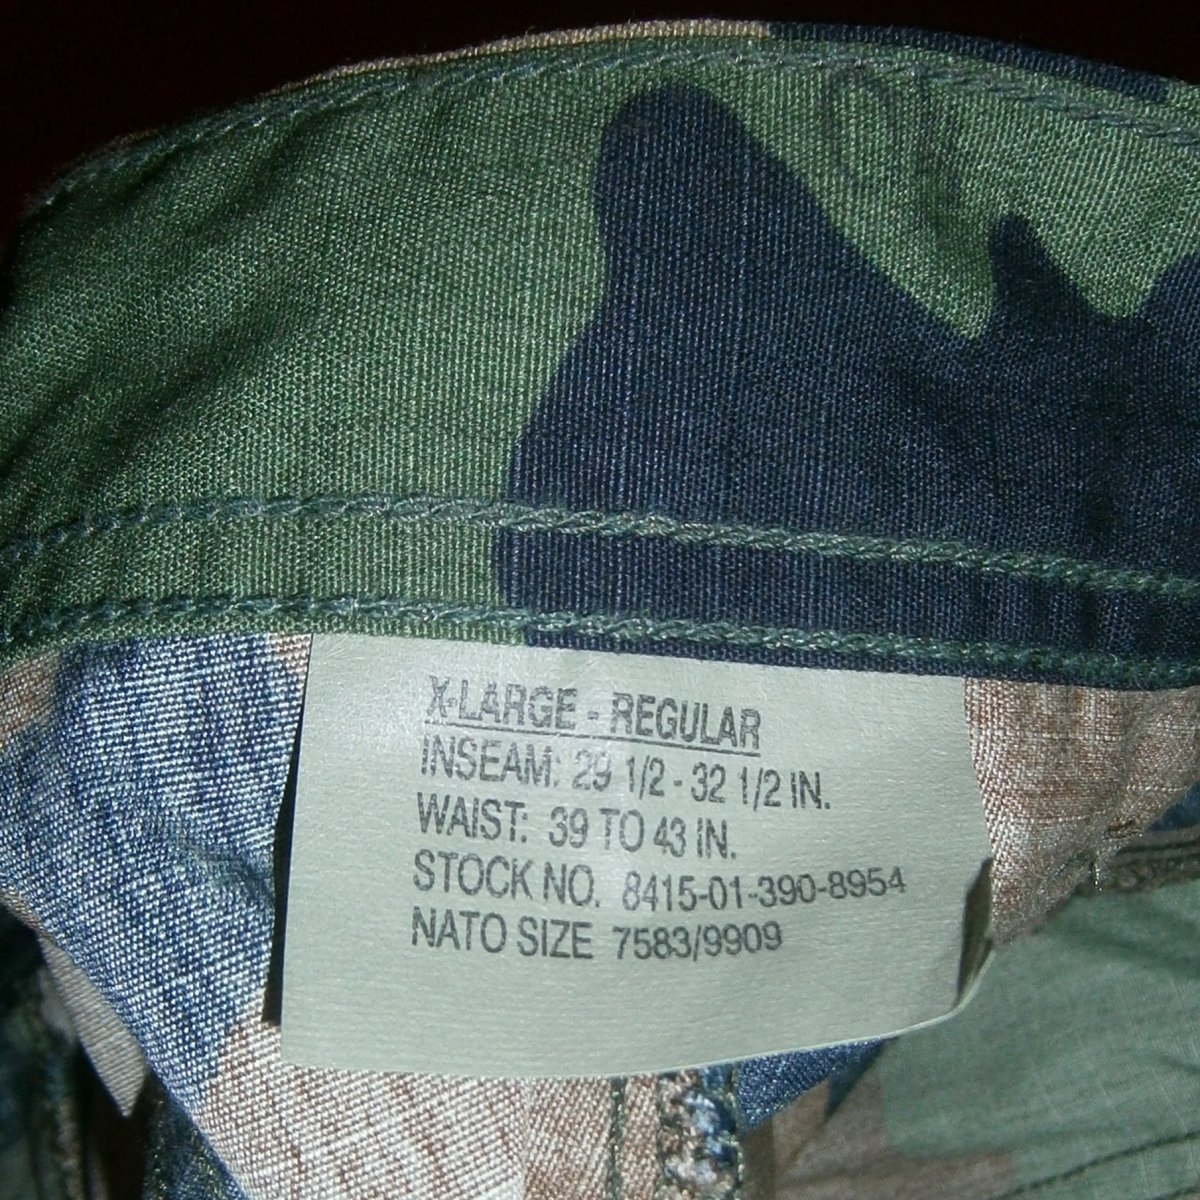 X-LARGE - REGULAR
INSEAM: 29 1/2 - 32 1/2 IN.
WAIST: 39 TO 43 IN.
STOCK NO. 8415-01-390-8954
NATO SIZE 7583/9909